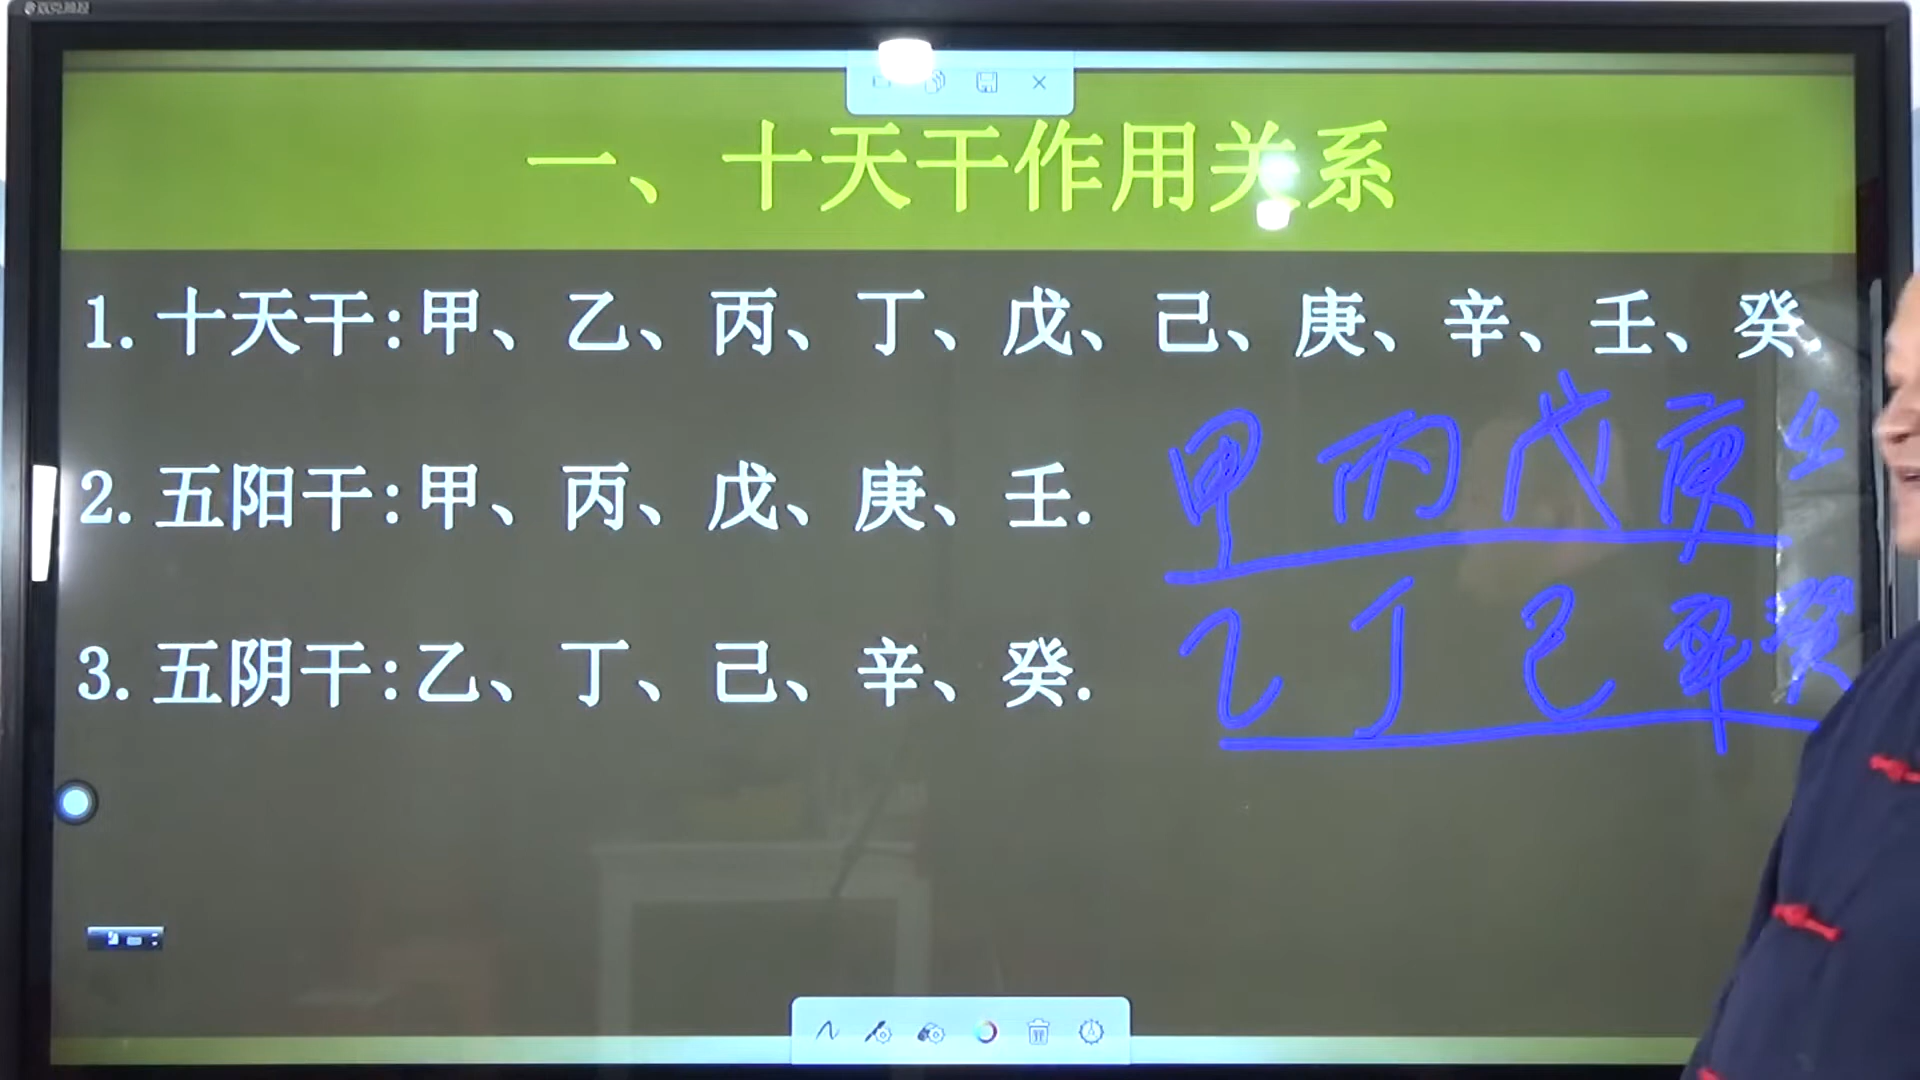 一、十天干作用关系
1. 十天干:甲、乙、丙、丁、戊、己、庚、辛、壬、癸.
2. 五阳干:甲、丙、戊、庚、壬.
甲 丙 戊 庚
3. 五阴干:乙、丁、己、辛、癸.
乙 丁 己 辛 癸